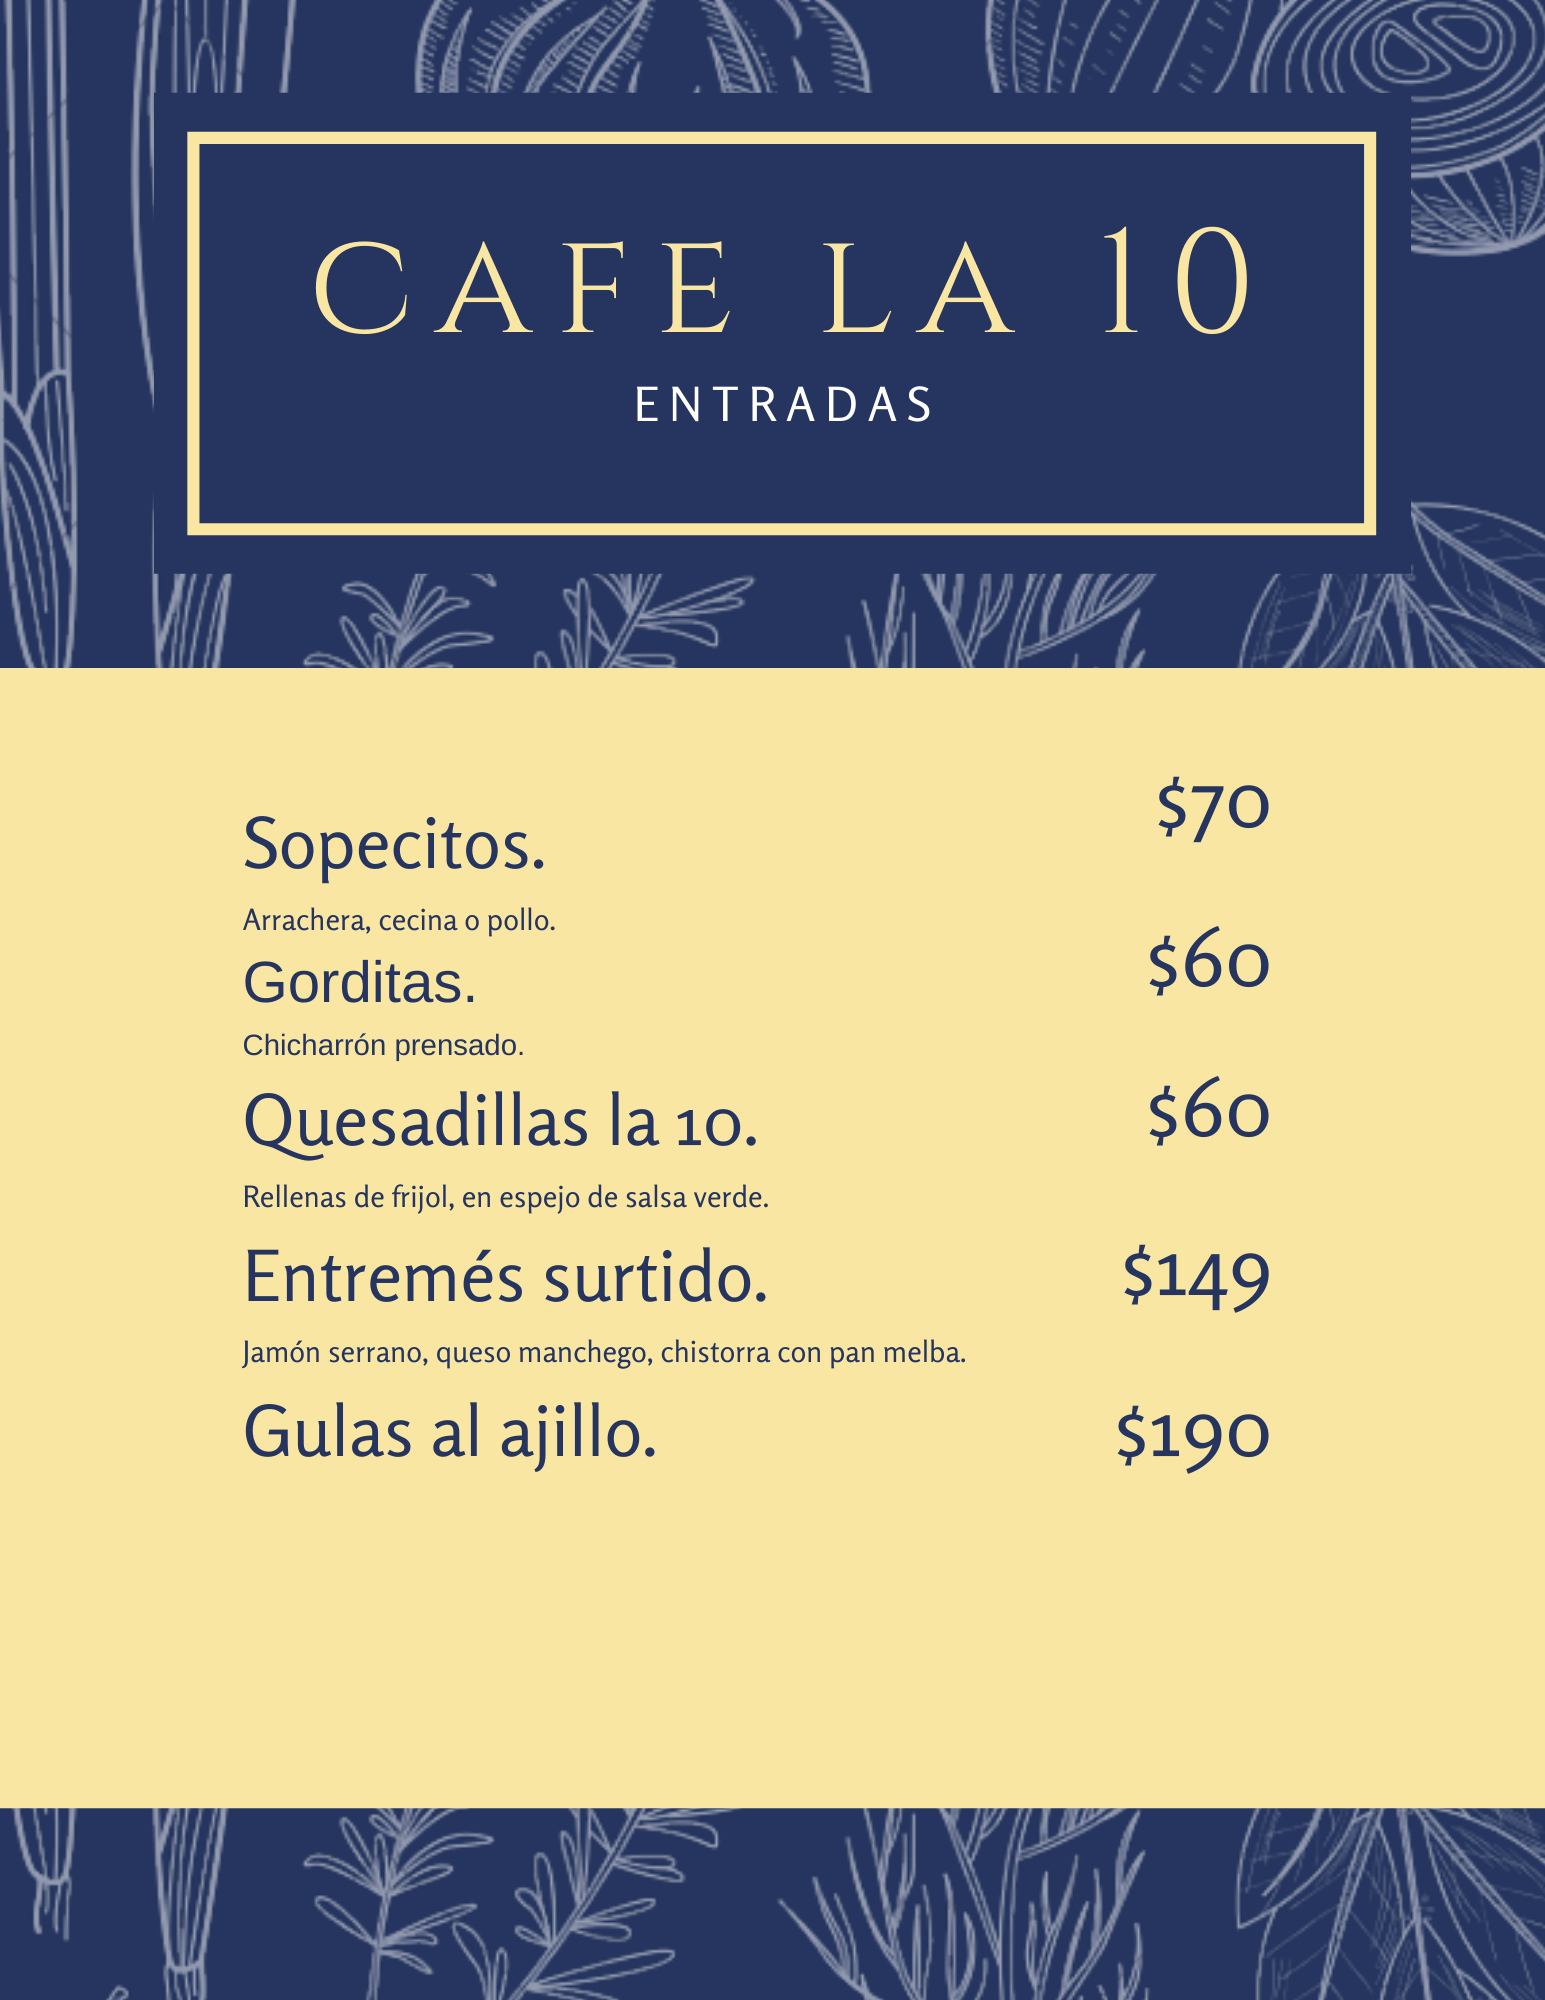 CAFE LA 10
ENTRADAS
Sopecitos. $70
Arrachera, cecina o pollo.
Gorditas. $60
Chicharrón prensado.
Quesadillas la 10. $60
Rellenas de frijol, en espejo de salsa verde.
Entremés surtido. $149
Jamón serrano, queso manchego, chistorra con pan melba.
Gulas al ajillo. $190